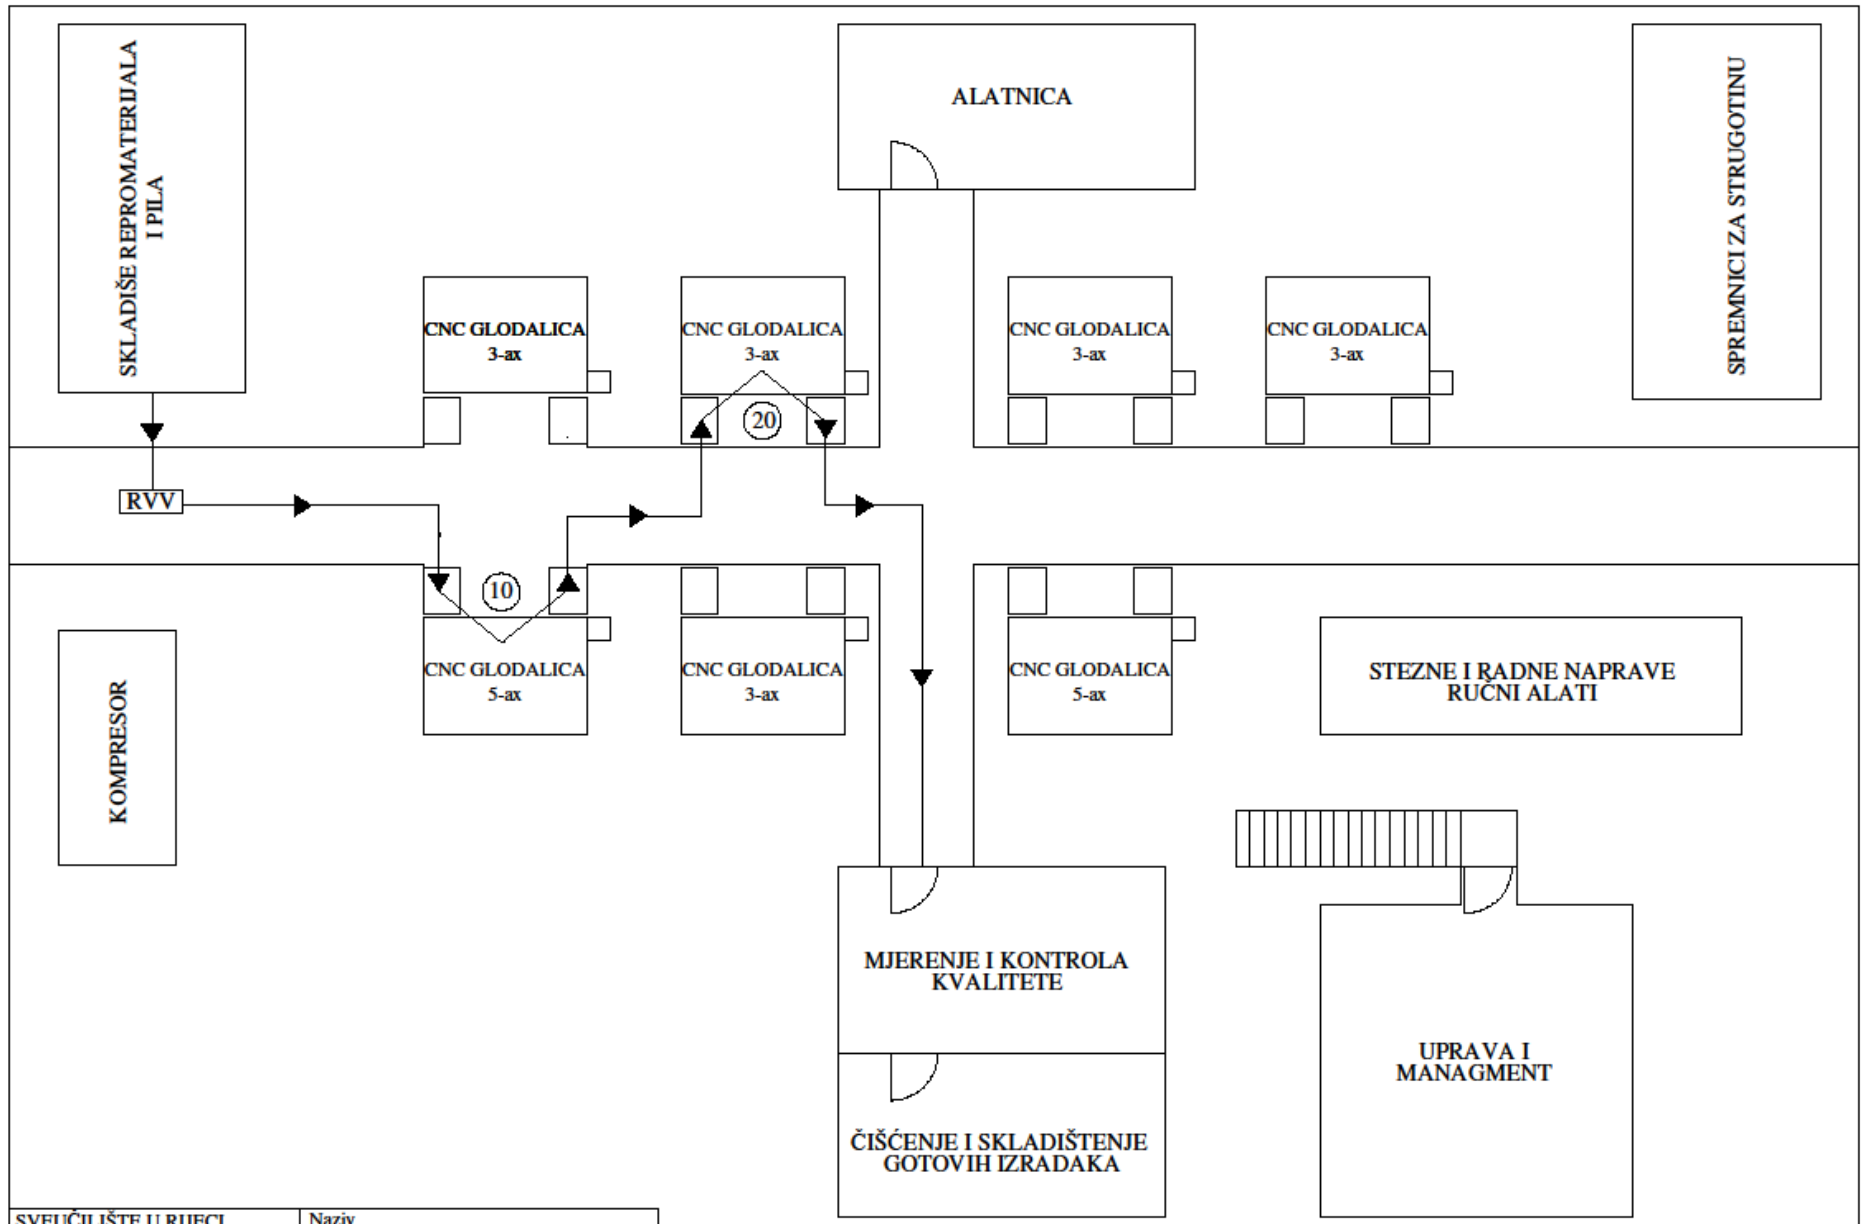 SKLADIŠE REPROMATERIJALA
I PILA
ALATNICA
SPREMNICI ZA STRUGOTINU
CNC GLODALICA
3-ax
CNC GLODALICA
3-ax
CNC GLODALICA
3-ax
CNC GLODALICA
3-ax
20
RVV
10
CNC GLODALICA
5-ax
CNC GLODALICA
3-ax
CNC GLODALICA
5-ax
STEZNE I RADNE NAPRAVE
RUČNI ALATI
KOMPRESOR
MJERENJE I KONTROLA
KVALITETE
UPRAVA I
MANAGMENT
ČIŠĆENJE I SKLADIŠTENJE
GOTOVIH IZRADAKA
SVEUČILIŠTE U RIJECI
Naziv